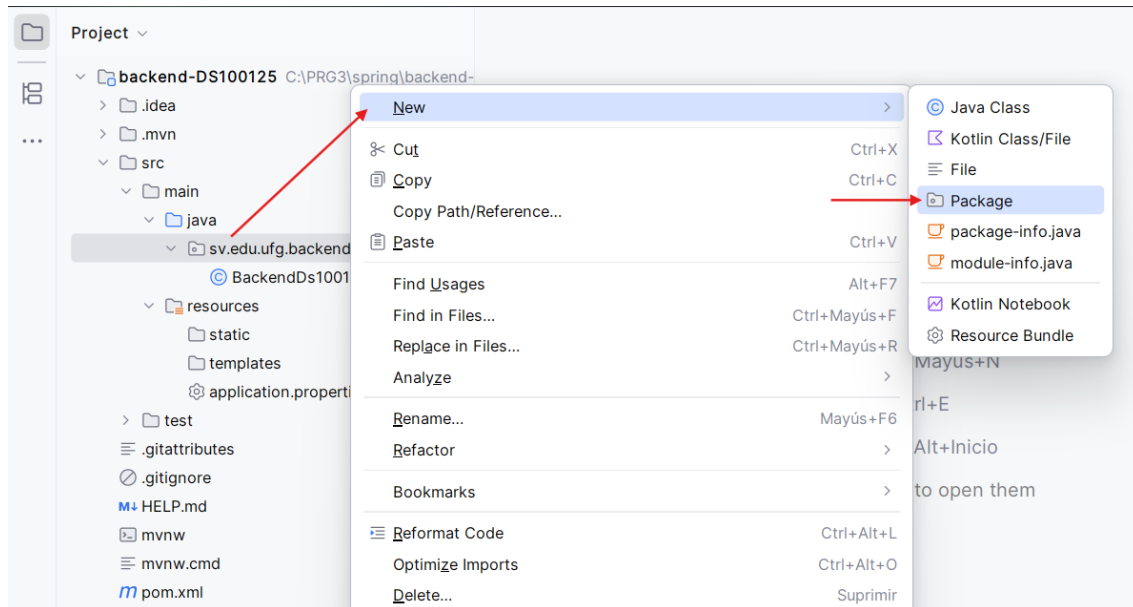 Project
backend-DS100125 C:\PRG3\spring\backend-
.idea
.mvn
src
main
java
sv.edu.ufg.backend
BackendDs1001
resources
static
templates
application.properti
test
.gitattributes
.gitignore
M↓ HELP.md
mvnw
mvnw.cmd
m pom.xml
New
Cut Ctrl+X
Copy Ctrl+C
Copy Path/Reference...
Paste Ctrl+V
Find Usages Alt+F7
Find in Files... Ctrl+Mayús+F
Replace in Files... Ctrl+Mayús+R
Analyze
Rename... Mayús+F6
Refactor
Bookmarks
Reformat Code Ctrl+Alt+L
Optimize Imports Ctrl+Alt+O
Delete... Suprimir
Java Class
Kotlin Class/File
File
Package
package-info.java
module-info.java
Kotlin Notebook
Resource Bundle
Mayús+N
rl+E
Alt+Inicio
to open them